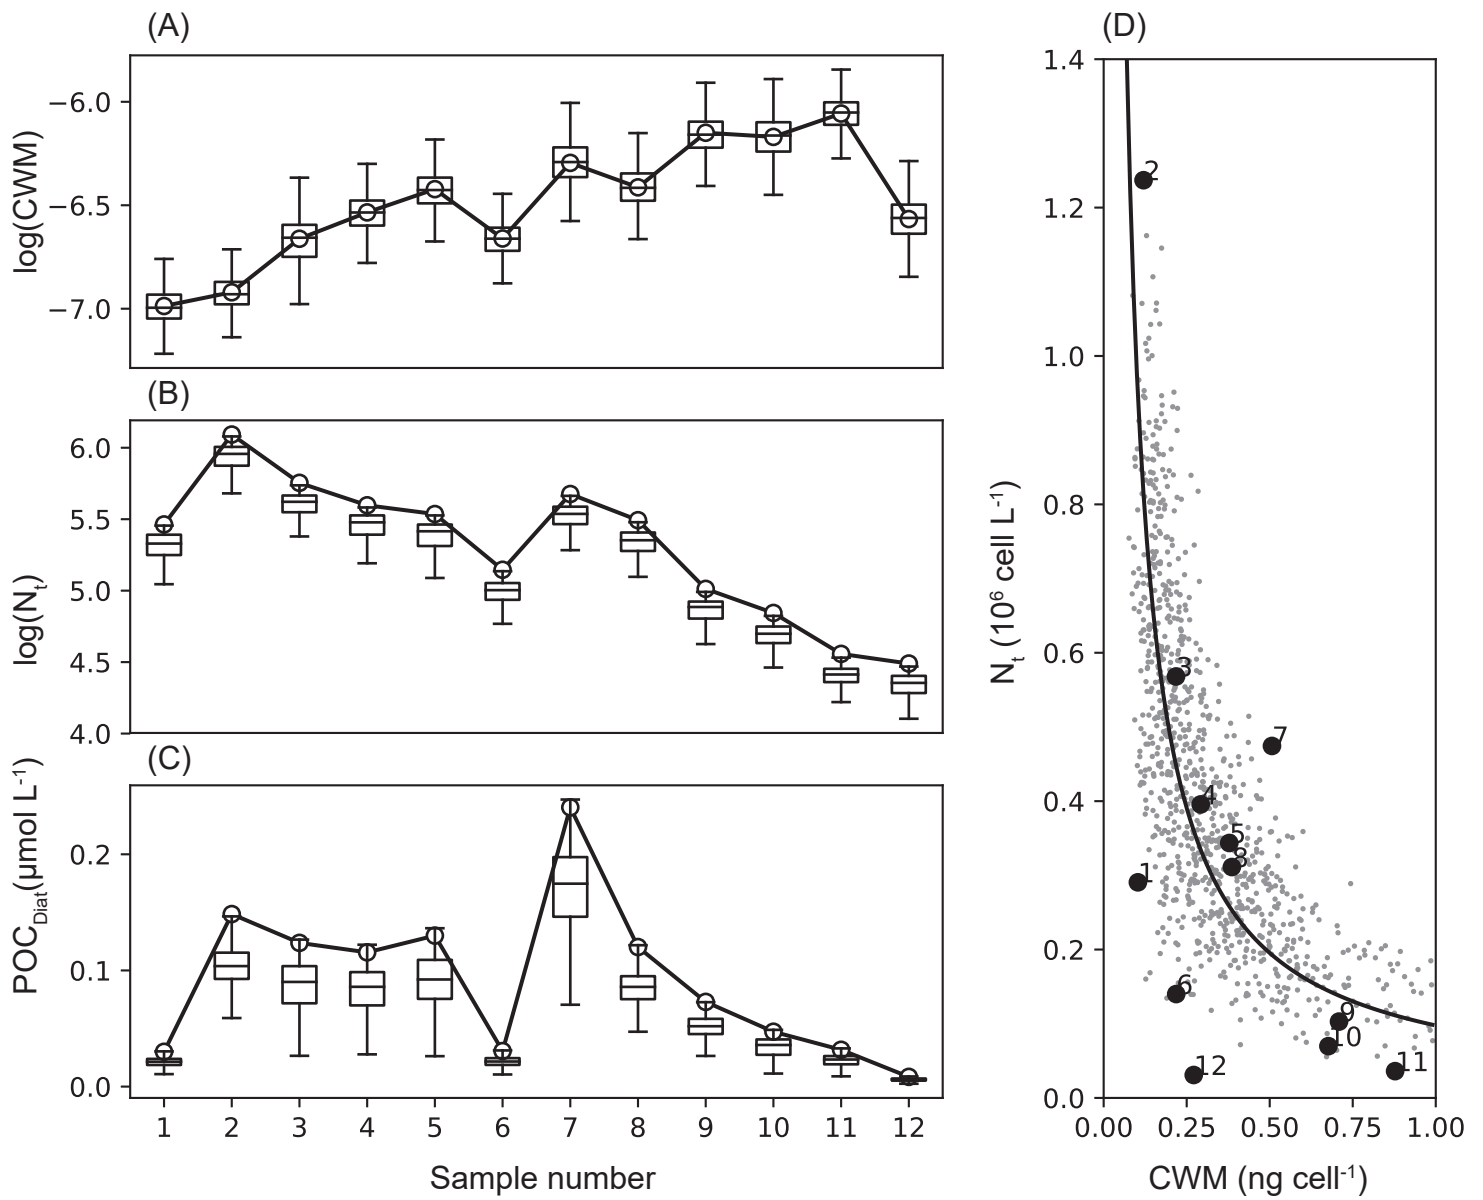 (A)
log(CWM)
−6.0
−6.5
−7.0
(B)
log(Nt)
6.0
5.5
5.0
4.5
4.0
(C)
POCDiat(μmol L-1)
0.2
0.1
0.0
1 2 3 4 5 6 7 8 9 10 11 12
Sample number
(D)
Nt (106 cell L-1)
1.4
1.2
1.0
0.8
0.6
0.4
0.2
0.0
2
3
7
4
5
8
1
6
9
10
11
12
0.00 0.25 0.50 0.75 1.00
CWM (ng cell-1)